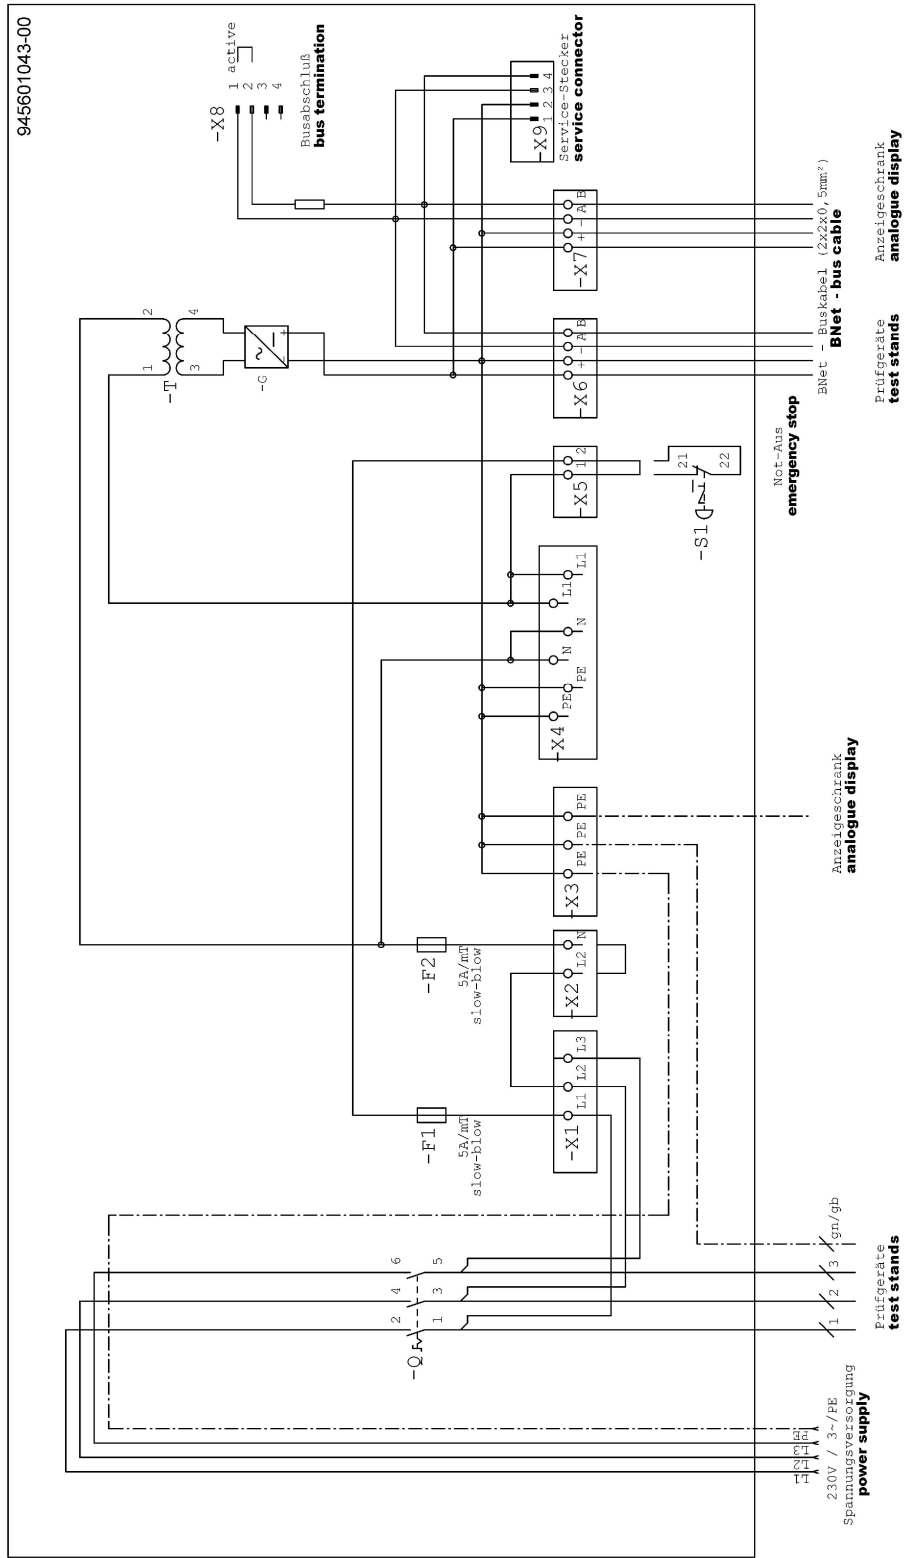 945601043-00
-X8
1 active
2
3
4
Busabschluß
bus termination
-X9
1 2 3 4
Service-Stecker
service connector
-T
1
2
3
4
-G
~
+
-
-X7
+ - A B
-X6
+ - A B
BNet - Buskabel (2x2x0,5mm²)
BNet - bus cable
Anzeigeschrank
analogue display
Prüfgeräte
test stands
-X5
1 2
-S1
21
22
Not-Aus
emergency stop
-X4
PE PE N N L1 L1
-X3
PE PE PE
Anzeigeschrank
analogue display
-F2
5A/mT
slow-blow
-X2
L2 N
-F1
5A/mT
slow-blow
-X1
L1 L2 L3
-Q
2 4 6
1 3 5
1 2 3 gn/gb
Prüfgeräte
test stands
L1
L2
L3
PE
230V / 3~/PE
Spannungsversorgung
power supply